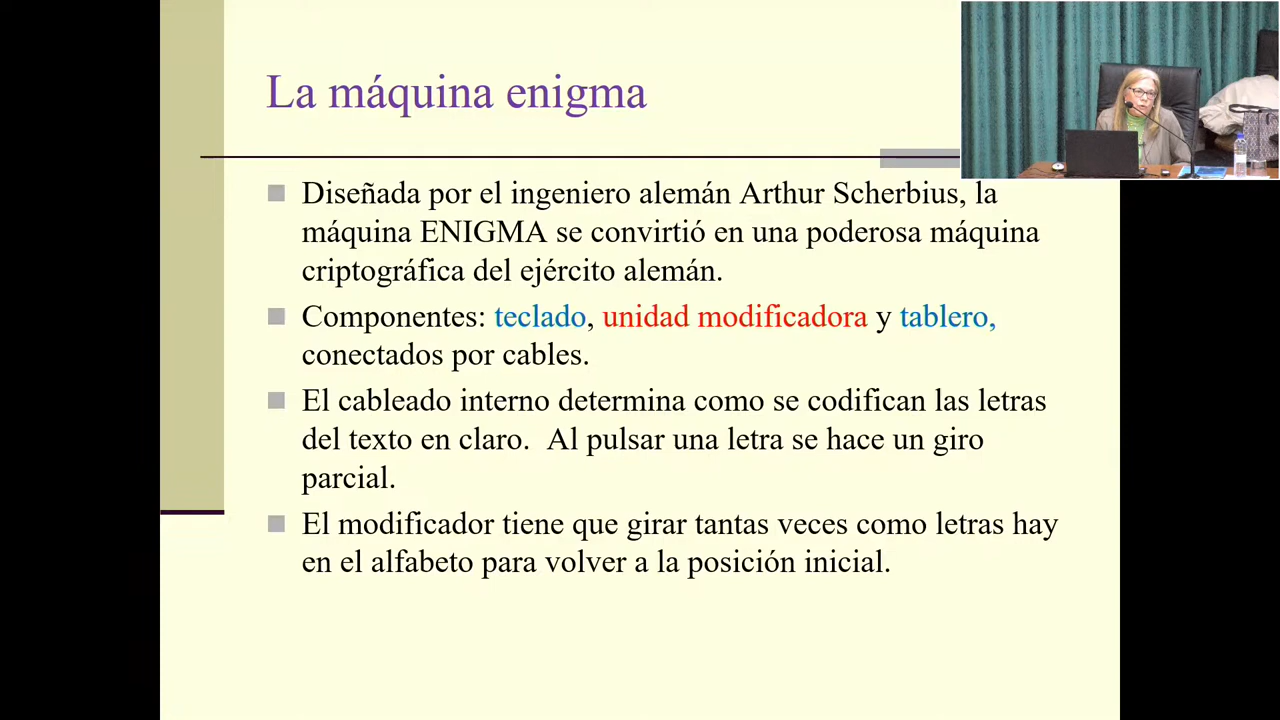 La máquina enigma
Diseñada por el ingeniero alemán Arthur Scherbius, la
máquina ENIGMA se convirtió en una poderosa máquina
criptográfica del ejército alemán.
Componentes: teclado, unidad modificadora y tablero,
conectados por cables.
El cableado interno determina como se codifican las letras
del texto en claro.  Al pulsar una letra se hace un giro
parcial.
El modificador tiene que girar tantas veces como letras hay
en el alfabeto para volver a la posición inicial.